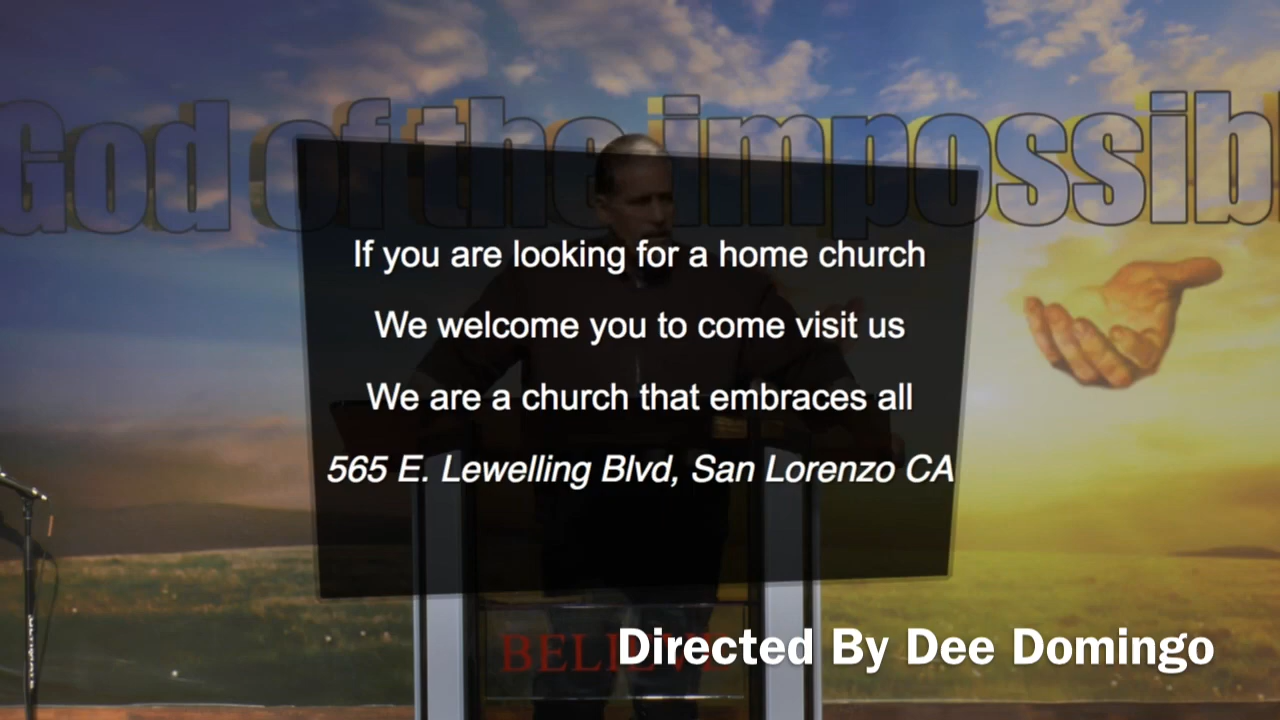 God of the impossib
If you are looking for a home church
We welcome you to come visit us
We are a church that embraces all
565 E. Lewelling Blvd, San Lorenzo CA
BELIEVE
Directed By Dee Domingo